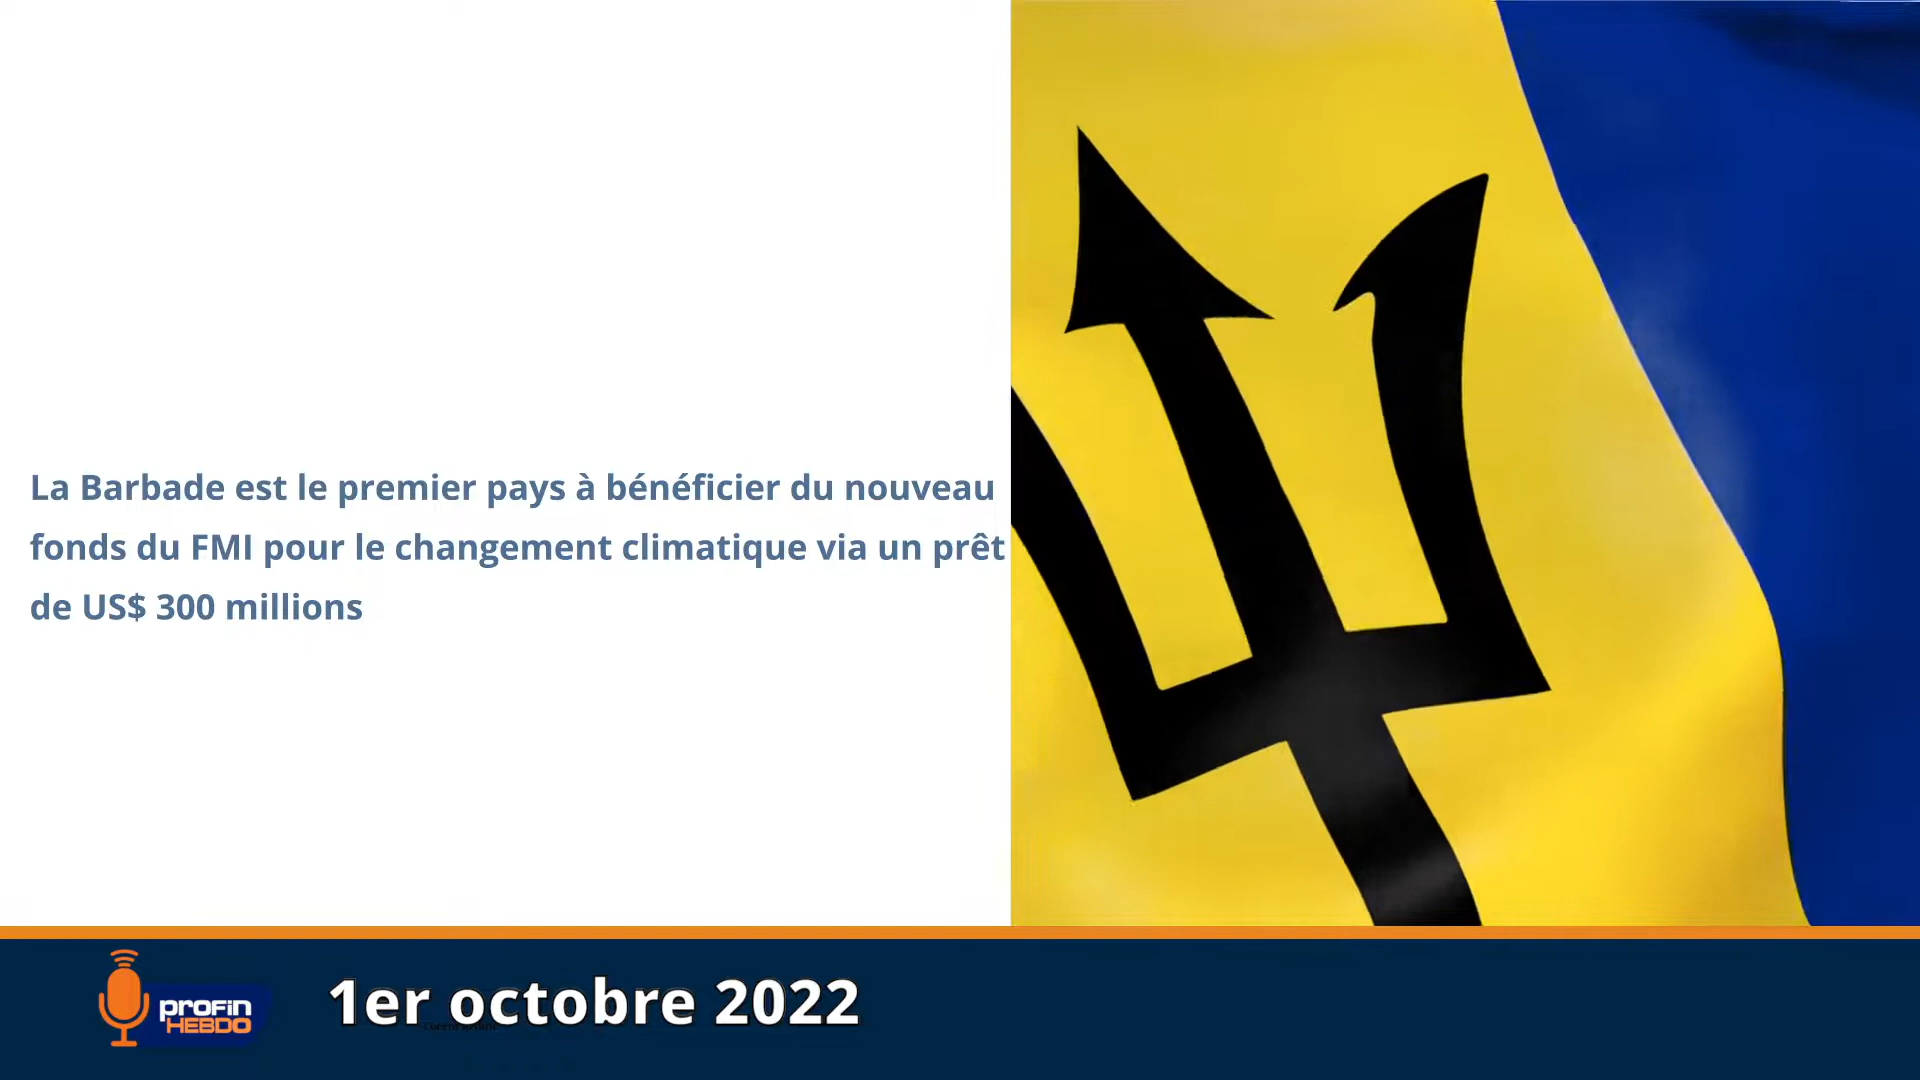 La Barbade est le premier pays à bénéficier du nouveau
fonds du FMI pour le changement climatique via un prêt
de US$ 300 millions
profin
HEBDO
1er octobre 2022